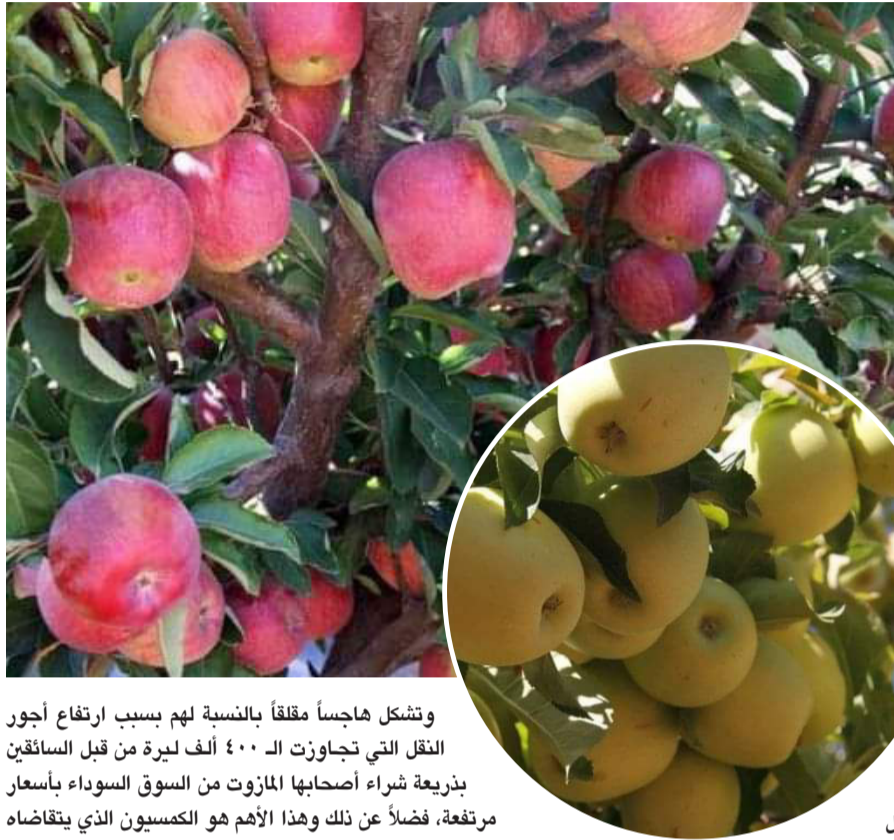 وتشكل هاجساً مقلقاً بالنسبة لهم بسبب ارتفاع أجور
النقل التي تجاوزت الـ ٤٠٠ ألف ليرة من قبل السائقين
بذريعة شراء أصحابها المازوت من السوق السوداء بأسعار
مرتفعة، فضلاً عن ذلك وهذا الأهم هو الكمسيون الذي يتقاضاه